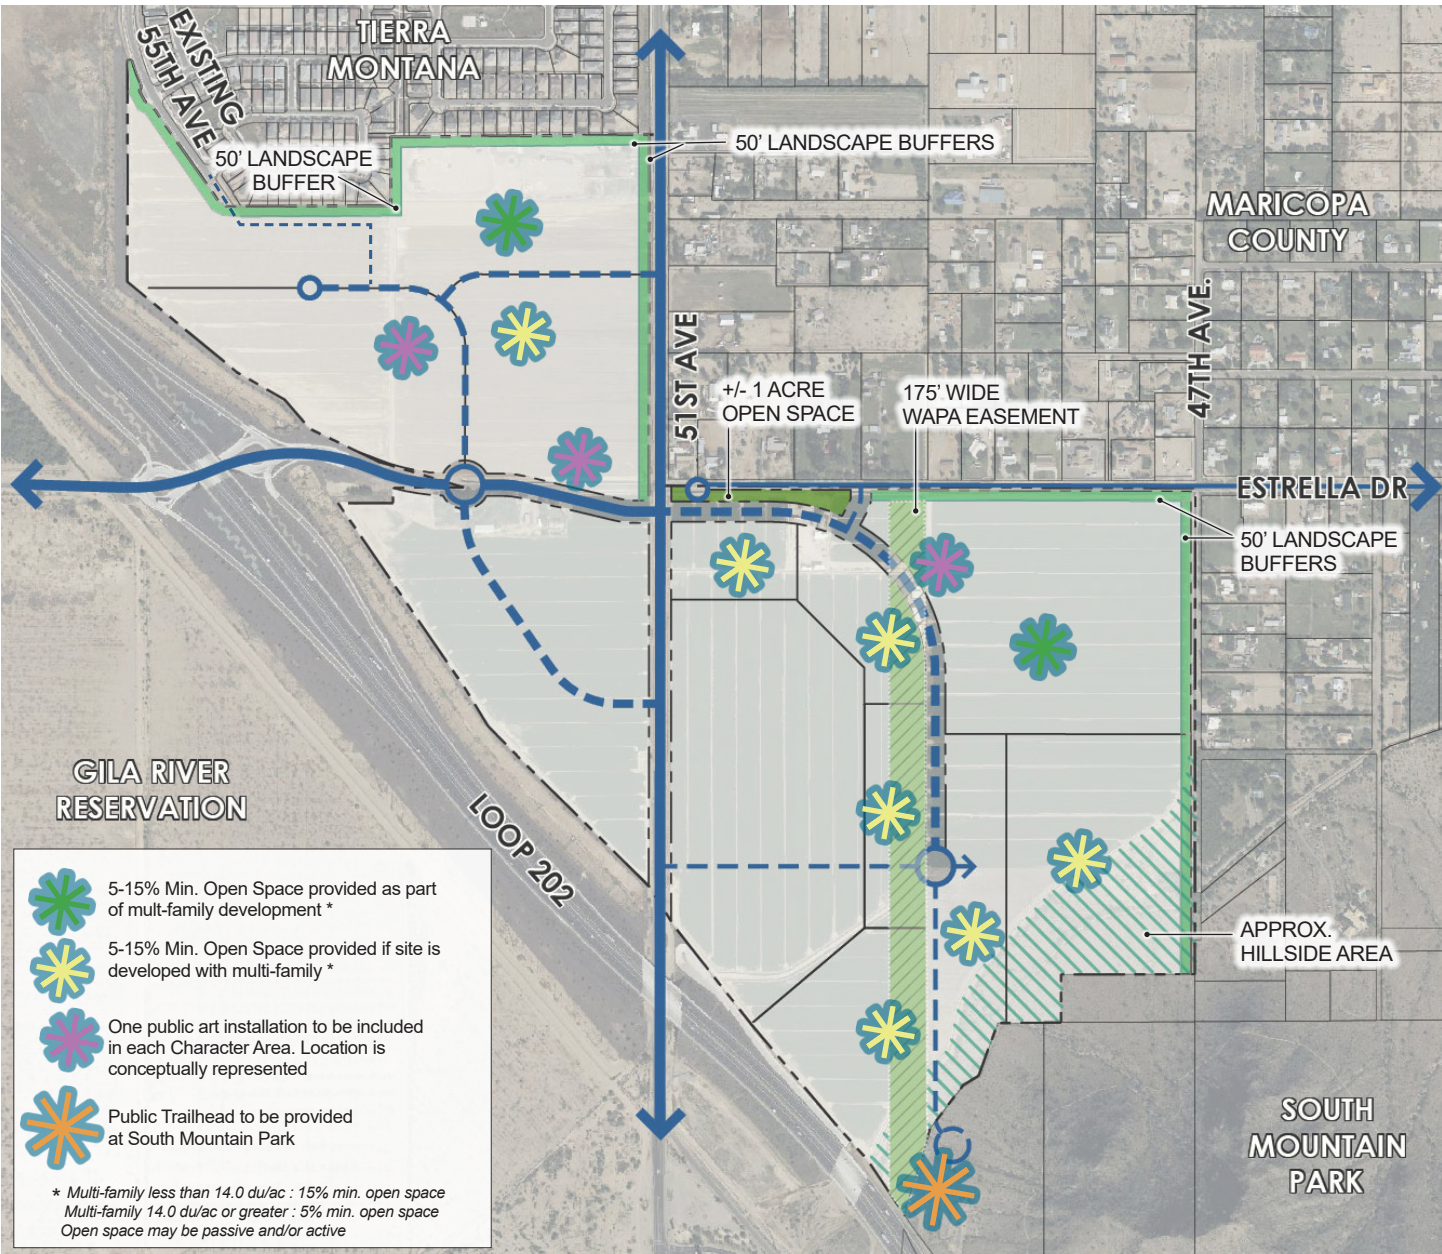 TIERRA
MONTANA
EXISTING
55TH AVE
50' LANDSCAPE
BUFFER
50' LANDSCAPE BUFFERS
MARICOPA
COUNTY
51ST AVE
47TH AVE.
+/- 1 ACRE
OPEN SPACE
175' WIDE
WAPA EASEMENT
ESTRELLA DR
50' LANDSCAPE
BUFFERS
GILA RIVER
RESERVATION
LOOP 202
APPROX.
HILLSIDE AREA
SOUTH
MOUNTAIN
PARK
5-15% Min. Open Space provided as part
of mult-family development *
5-15% Min. Open Space provided if site is
developed with multi-family *
One public art installation to be included
in each Character Area. Location is
conceptually represented
Public Trailhead to be provided
at South Mountain Park
* Multi-family less than 14.0 du/ac : 15% min. open space
Multi-family 14.0 du/ac or greater : 5% min. open space
Open space may be passive and/or active